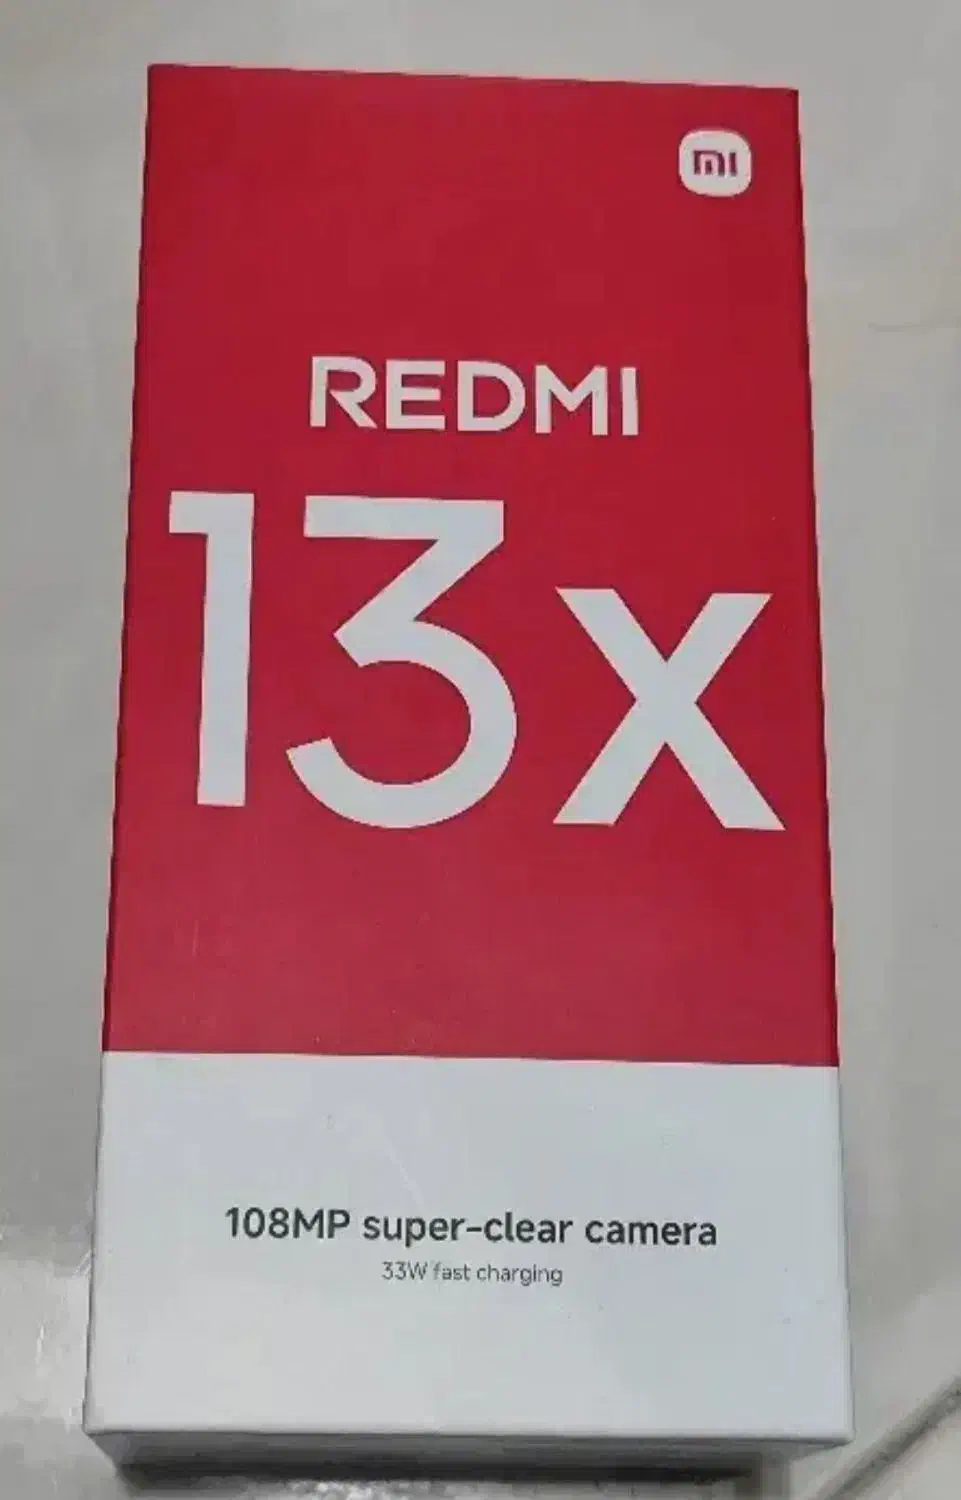 mi
REDMI
13x
108MP super-clear camera
33W fast charging